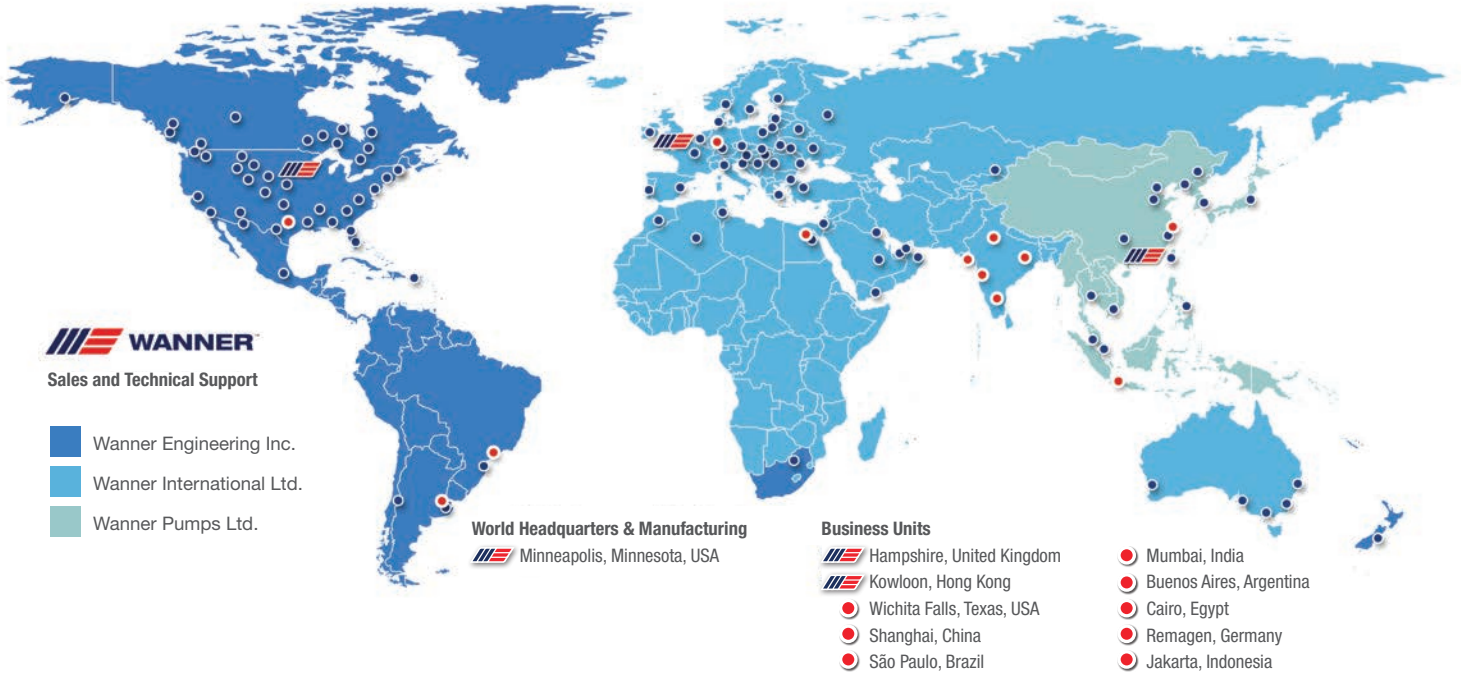 WANNER™
Sales and Technical Support
Wanner Engineering Inc.
Wanner International Ltd.
Wanner Pumps Ltd.
World Headquarters & Manufacturing
Minneapolis, Minnesota, USA
Business Units
Hampshire, United Kingdom
Kowloon, Hong Kong
Wichita Falls, Texas, USA
Shanghai, China
São Paulo, Brazil
Mumbai, India
Buenos Aires, Argentina
Cairo, Egypt
Remagen, Germany
Jakarta, Indonesia